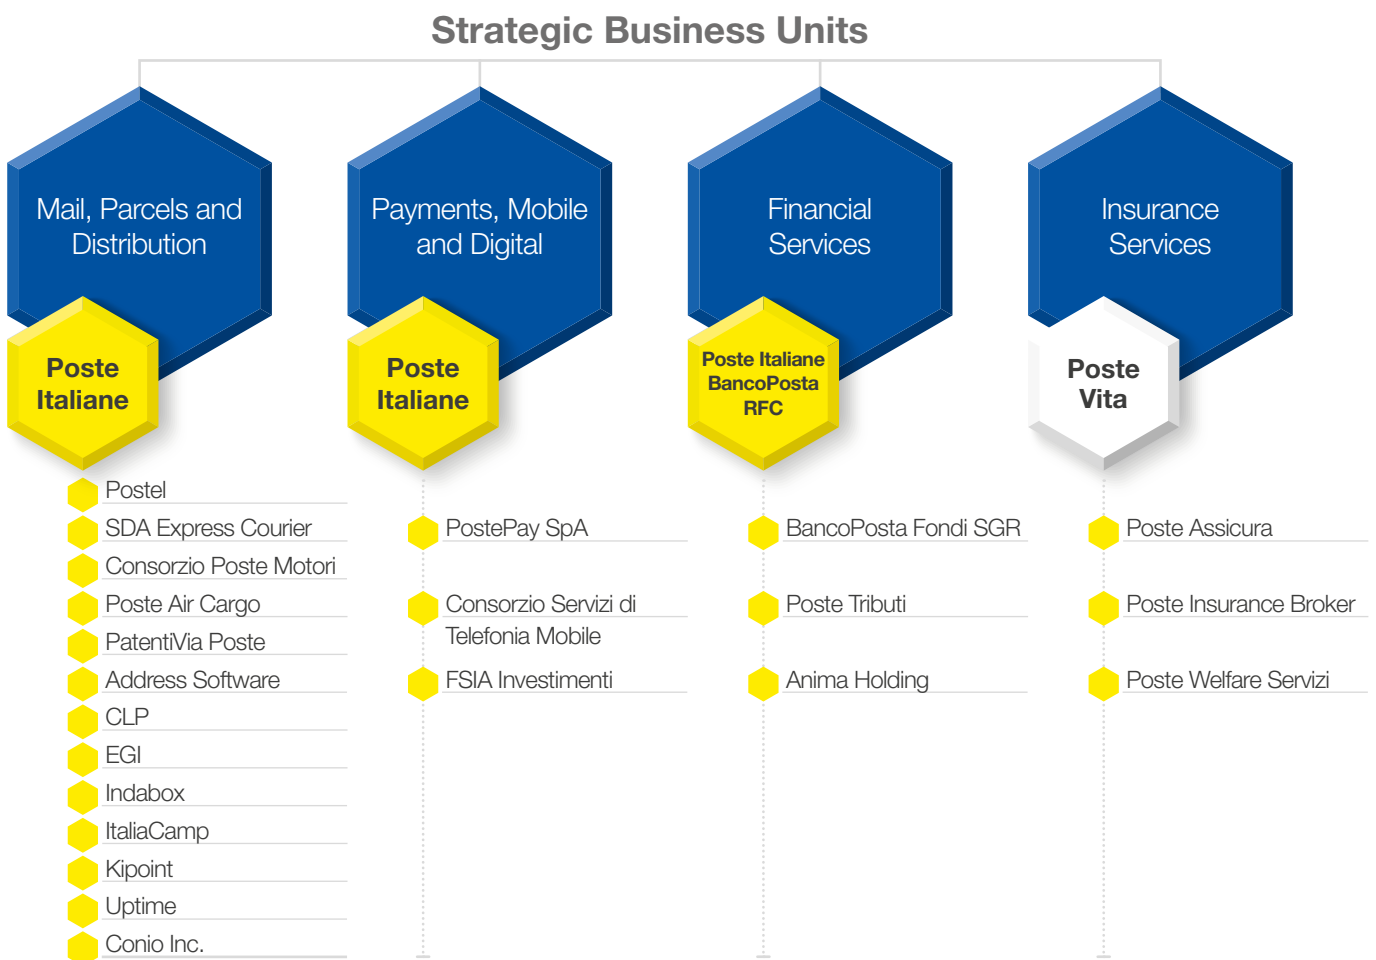 Strategic Business Units
Mail, Parcels and
Distribution
Poste
Italiane
Postel
SDA Express Courier
Consorzio Poste Motori
Poste Air Cargo
PatentiVia Poste
Address Software
CLP
EGI
Indabox
ItaliaCamp
Kipoint
Uptime
Conio Inc.
Payments, Mobile
and Digital
Poste
Italiane
PostePay SpA
Consorzio Servizi di
Telefonia Mobile
FSIA Investimenti
Financial
Services
Poste Italiane
BancoPosta
RFC
BancoPosta Fondi SGR
Poste Tributi
Anima Holding
Insurance
Services
Poste
Vita
Poste Assicura
Poste Insurance Broker
Poste Welfare Servizi